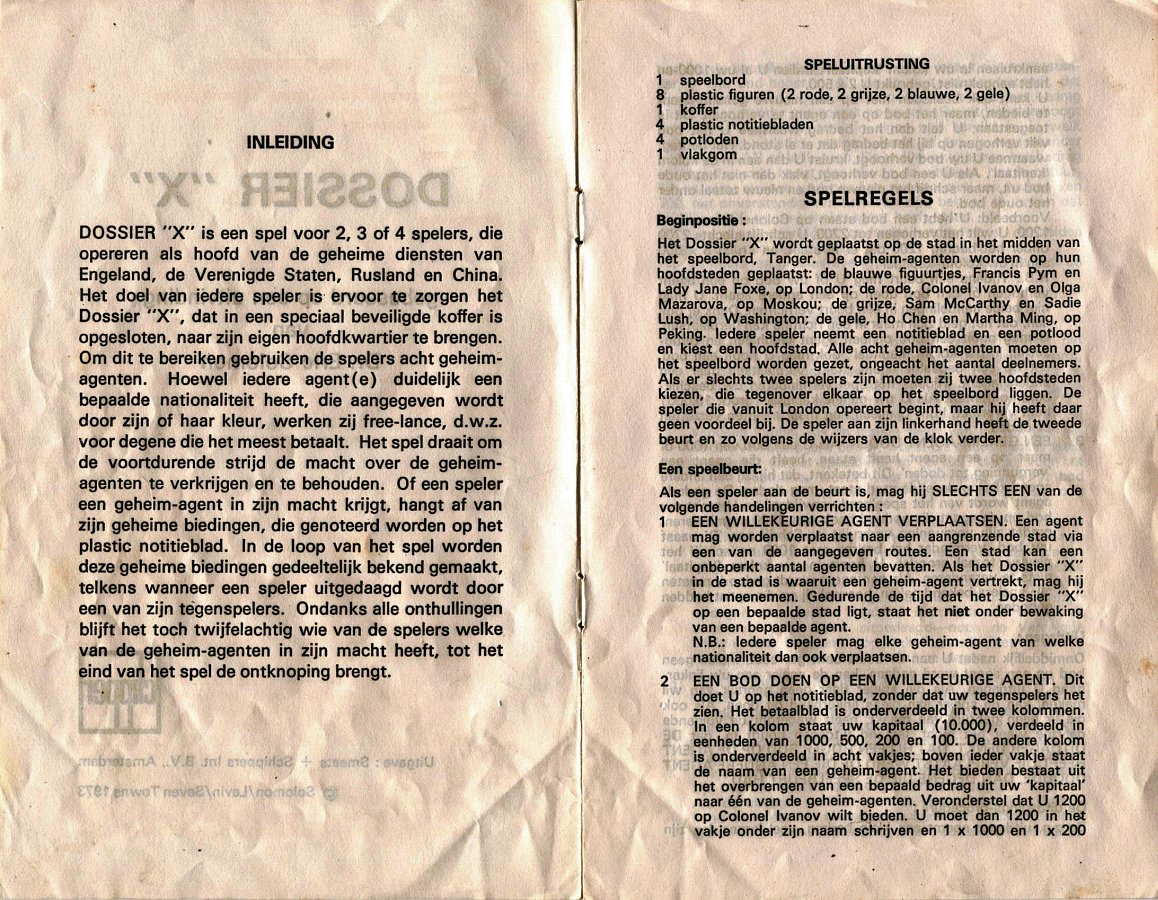 INLEIDING
DOSSIER "X" is een spel voor 2, 3 of 4 spelers, die
opereren als hoofd van de geheime diensten van
Engeland, de Verenigde Staten, Rusland en China.
Het doel van iedere speler is ervoor te zorgen het
Dossier "X", dat in een speciaal beveiligde koffer is
opgesloten, naar zijn eigen hoofdkwartier te brengen.
Om dit te bereiken gebruiken de spelers acht geheim-
agenten. Hoewel iedere agent(e) duidelijk een
bepaalde nationaliteit heeft, die aangegeven wordt
door zijn of haar kleur, werken zij free-lance, d.w.z.
voor degene die het meest betaalt. Het spel draait om
de voortdurende strijd de macht over de geheim-
agenten te verkrijgen en te behouden. Of een speler
een geheim-agent in zijn macht krijgt, hangt af van
zijn geheime biedingen, die genoteerd worden op het
plastic notitieblad. In de loop van het spel worden
deze geheime biedingen gedeeltelijk bekend gemaakt,
telkens wanneer een speler uitgedaagd wordt door
een van zijn tegenspelers. Ondanks alle onthullingen
blijft het toch twijfelachtig wie van de spelers welke
van de geheim-agenten in zijn macht heeft, tot het
eind van het spel de ontknoping brengt.
SPELUITRUSTING
1 speelbord
8 plastic figuren (2 rode, 2 grijze, 2 blauwe, 2 gele)
1 koffer
4 plastic notitiebladen
4 potloden
1 vlakgom
SPELREGELS
Beginpositie :
Het Dossier "X" wordt geplaatst op de stad in het midden van
het speelbord, Tanger. De geheim-agenten worden op hun
hoofdsteden geplaatst: de blauwe figuurtjes, Francis Pym en
Lady Jane Foxe, op London; de rode, Colonel Ivanov en Olga
Mazarova, op Moskou; de grijze, Sam McCarthy en Sadie
Lush, op Washington; de gele, Ho Chen en Martha Ming, op
Peking. Iedere speler neemt een notitieblad en een potlood
en kiest een hoofdstad. Alle acht geheim-agenten moeten op
het speelbord worden gezet, ongeacht het aantal deelnemers.
Als er slechts twee spelers zijn moeten zij twee hoofdsteden
kiezen, die tegenover elkaar op het speelbord liggen. De
speler die vanuit London opereert begint, maar hij heeft daar
geen voordeel bij. De speler aan zijn linkerhand heeft de tweede
beurt en zo volgens de wijzers van de klok verder.
Een speelbeurt:
Als een speler aan de beurt is, mag hij SLECHTS EEN van de
volgende handelingen verrichten :
1 EEN WILLEKEURIGE AGENT VERPLAATSEN. Een agent
mag worden verplaatst naar een aangrenzende stad via
een van de aangegeven routes. Een stad kan een
onbeperkt aantal agenten bevatten. Als het Dossier "X"
in de stad is waaruit een geheim-agent vertrekt, mag hij
het meenemen. Gedurende de tijd dat het Dossier "X"
op een bepaalde stad ligt, staat het niet onder bewaking
van een bepaalde agent.
N.B.: Iedere speler mag elke geheim-agent van welke
nationaliteit dan ook verplaatsen.
2 EEN BOD DOEN OP EEN WILLEKEURIGE AGENT. Dit
doet U op het notitieblad, zonder dat uw tegenspelers het
zien. Het betaalblad is onderverdeeld in twee kolommen.
In een kolom staat uw kapitaal (10.000), verdeeld in
eenheden van 1000, 500, 200 en 100. De andere kolom
is onderverdeeld in acht vakjes; boven ieder vakje staat
de naam van een geheim-agent. Het bieden bestaat uit
het overbrengen van een bepaald bedrag uit uw 'kapitaal'
naar één van de geheim-agenten. Veronderstel dat U 1200
op Colonel Ivanov wilt bieden. U moet dan 1200 in het
vakje onder zijn naam schrijven en 1 x 1000 en 1 x 200